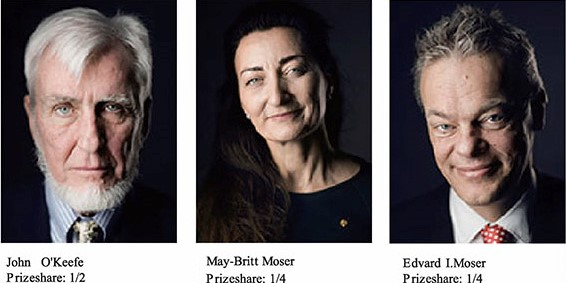 John O'Keefe
Prizeshare: 1/2
May-Britt Moser
Prizeshare: 1/4
Edvard I.Moser
Prizeshare: 1/4